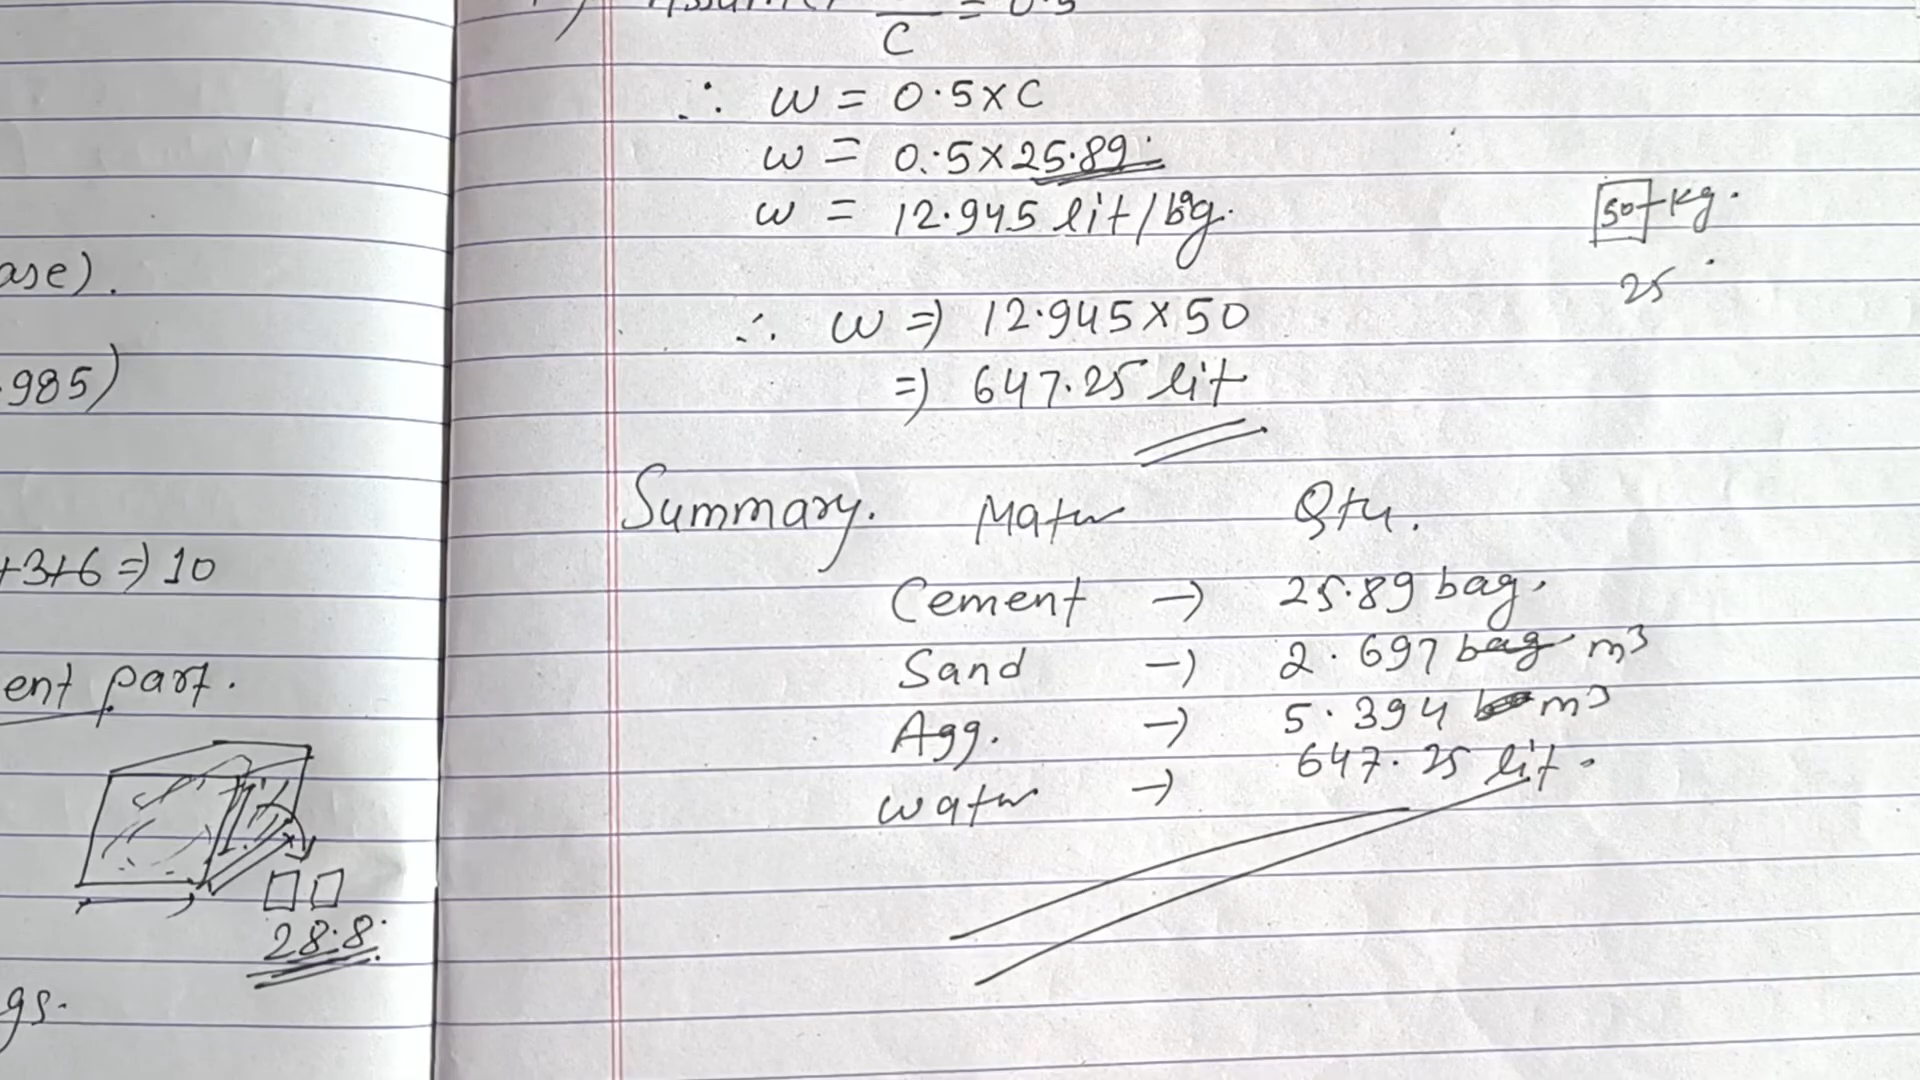 ase).
.985)
+3+6 => 10
ent part.
28.8.
gs.
C
∴ w = 0.5×C
w = 0.5×25.89.
w = 12.945 lit/bg.
50 kg.
25
∴ w => 12.945×50
=> 647.25 lit
Summary. Qty.
Cement → 25.89 bag.
Sand → 2.697 bag m3
Agg. → 5.394 m3
water → 647.25 lit.